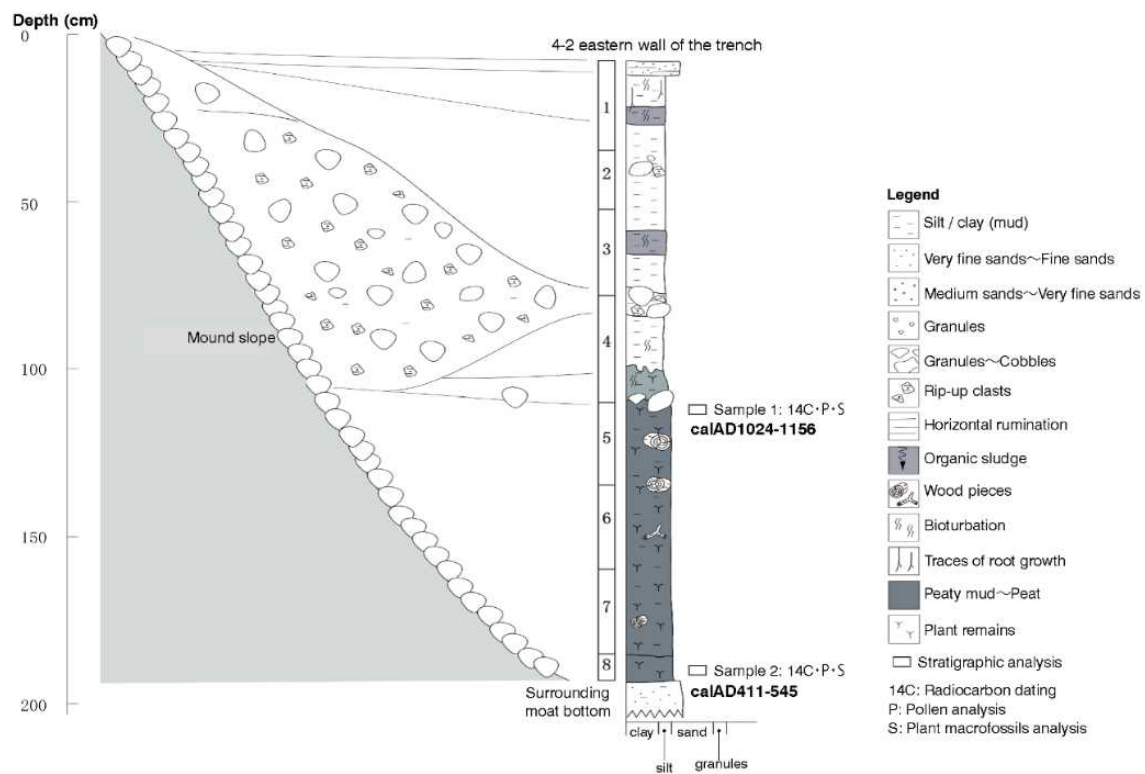 Depth (cm)
0
50
100
150
200
4-2 eastern wall of the trench
Mound slope
1
2
3
4
5
6
7
8
Sample 1: 14C・P・S
calAD1024-1156
Sample 2: 14C・P・S
calAD411-545
Surrounding
moat bottom
clay
sand
silt
granules
Legend
Silt / clay (mud)
Very fine sands～Fine sands
Medium sands～Very fine sands
Granules
Granules～Cobbles
Rip-up clasts
Horizontal rumination
Organic sludge
Wood pieces
Bioturbation
Traces of root growth
Peaty mud～Peat
Plant remains
Stratigraphic analysis
14C: Radiocarbon dating
P: Pollen analysis
S: Plant macrofossils analysis